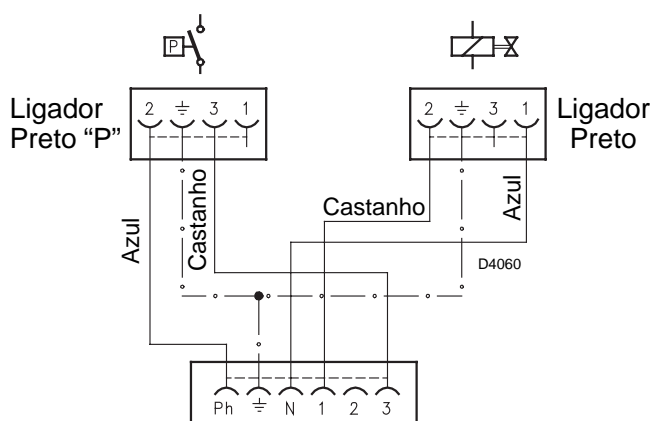 P
Ligador
Preto “P”
2 ⏚ 3 1
2 ⏚ 3 1
Ligador
Preto
Azul
Castanho
Castanho
Azul
D4060
Ph ⏚ N 1 2 3